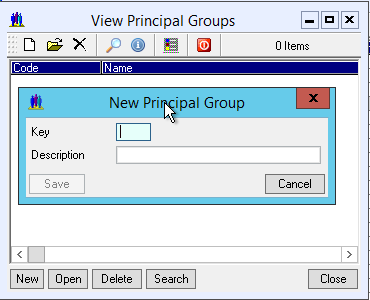 View Principal Groups
0 Items
Code Name
New Principal Group
Key
Description
Save Cancel
New Open Delete Search Close